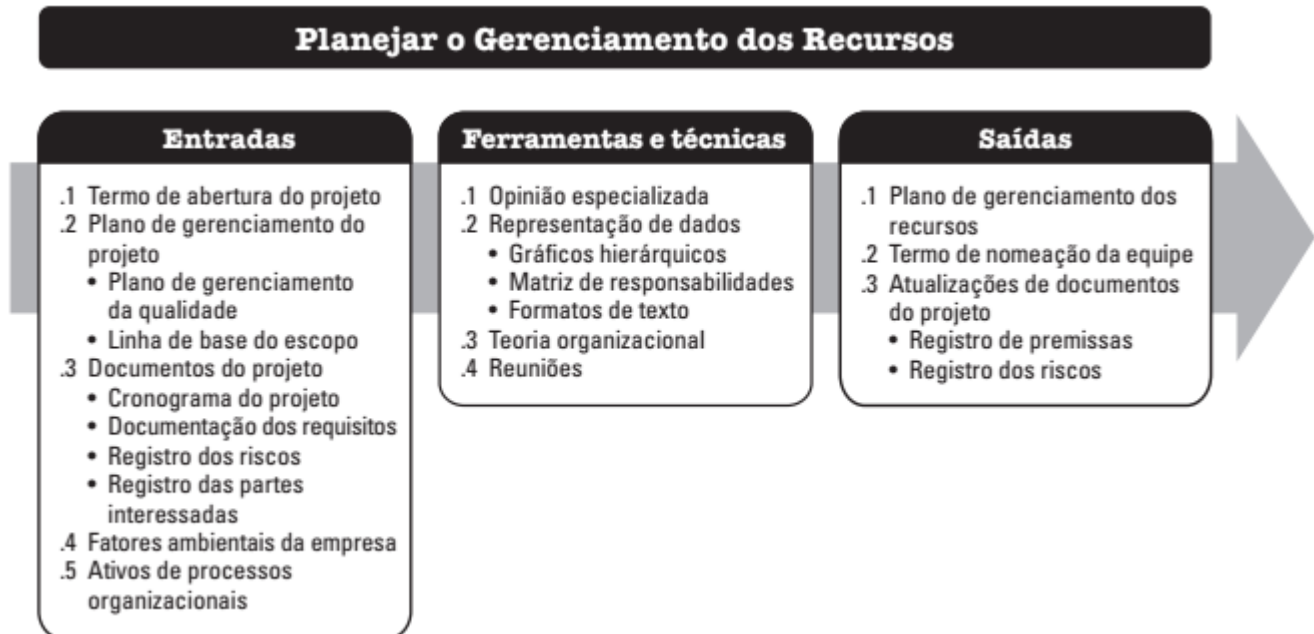 Planejar o Gerenciamento dos Recursos
Entradas
.1 Termo de abertura do projeto
.2 Plano de gerenciamento do
projeto
• Plano de gerenciamento
da qualidade
• Linha de base do escopo
.3 Documentos do projeto
• Cronograma do projeto
• Documentação dos requisitos
• Registro dos riscos
• Registro das partes
interessadas
.4 Fatores ambientais da empresa
.5 Ativos de processos
organizacionais
Ferramentas e técnicas
.1 Opinião especializada
.2 Representação de dados
• Gráficos hierárquicos
• Matriz de responsabilidades
• Formatos de texto
.3 Teoria organizacional
.4 Reuniões
Saídas
.1 Plano de gerenciamento dos
recursos
.2 Termo de nomeação da equipe
.3 Atualizações de documentos
do projeto
• Registro de premissas
• Registro dos riscos